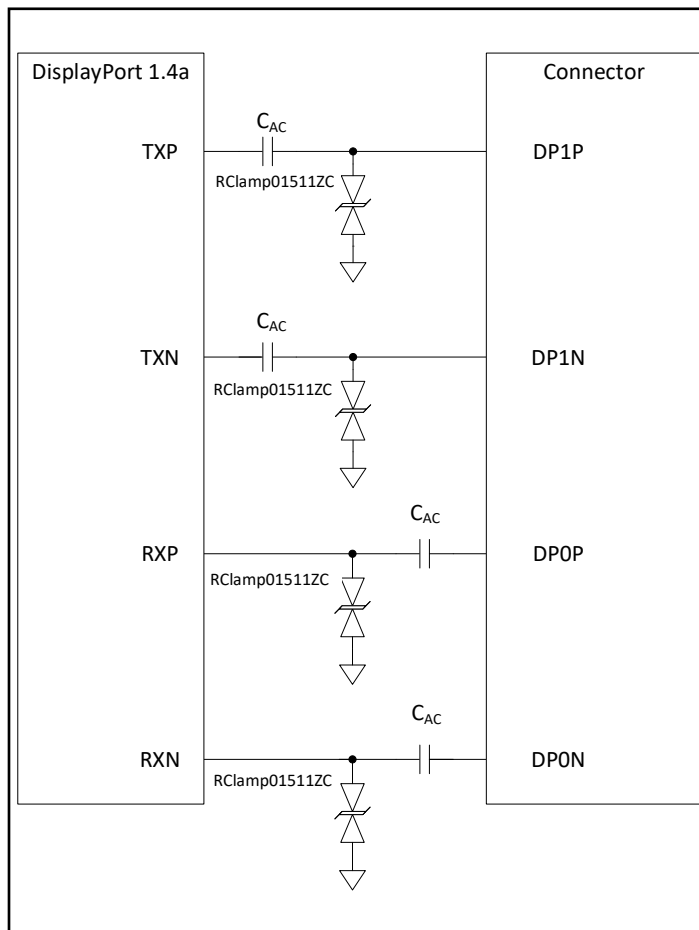 DisplayPort 1.4a
Connector
C_AC
TXP
DP1P
RClamp01511ZC
C_AC
TXN
DP1N
RClamp01511ZC
C_AC
RXP
DP0P
RClamp01511ZC
C_AC
RXN
DP0N
RClamp01511ZC